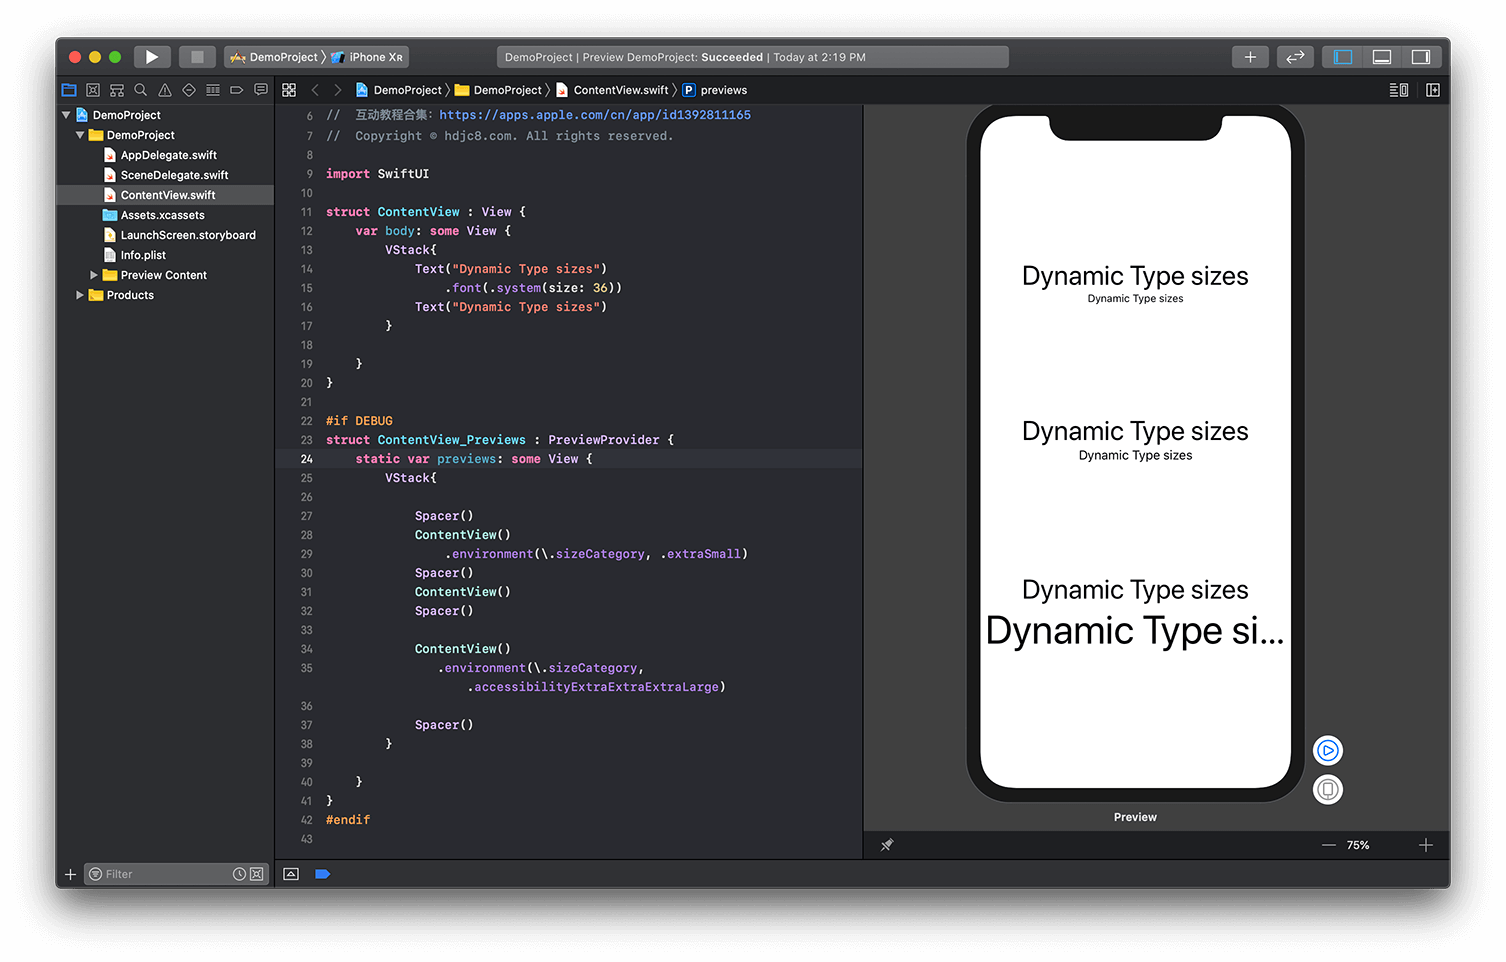 DemoProject iPhone XR
DemoProject | Preview DemoProject: Succeeded | Today at 2:19 PM
DemoProject DemoProject ContentView.swift P previews
DemoProject
DemoProject
AppDelegate.swift
SceneDelegate.swift
ContentView.swift
Assets.xcassets
LaunchScreen.storyboard
Info.plist
Preview Content
Products
Filter
6 // 互动教程合集：https://apps.apple.com/cn/app/id1392811165
7 // Copyright © hdjc8.com. All rights reserved.
8
9 import SwiftUI
10
11 struct ContentView : View {
12 var body: some View {
13 VStack{
14 Text("Dynamic Type sizes")
15 .font(.system(size: 36))
16 Text("Dynamic Type sizes")
17 }
18
19 }
20 }
21
22 #if DEBUG
23 struct ContentView_Previews : PreviewProvider {
24 static var previews: some View {
25 VStack{
26
27 Spacer()
28 ContentView()
29 .environment(\.sizeCategory, .extraSmall)
30 Spacer()
31 ContentView()
32 Spacer()
33
34 ContentView()
35 .environment(\.sizeCategory,
.accessibilityExtraExtraExtraLarge)
36
37 Spacer()
38 }
39
40 }
41 }
42 #endif
43
Dynamic Type sizes
Dynamic Type sizes
Dynamic Type sizes
Dynamic Type sizes
Dynamic Type sizes
Dynamic Type si...
Preview
75%